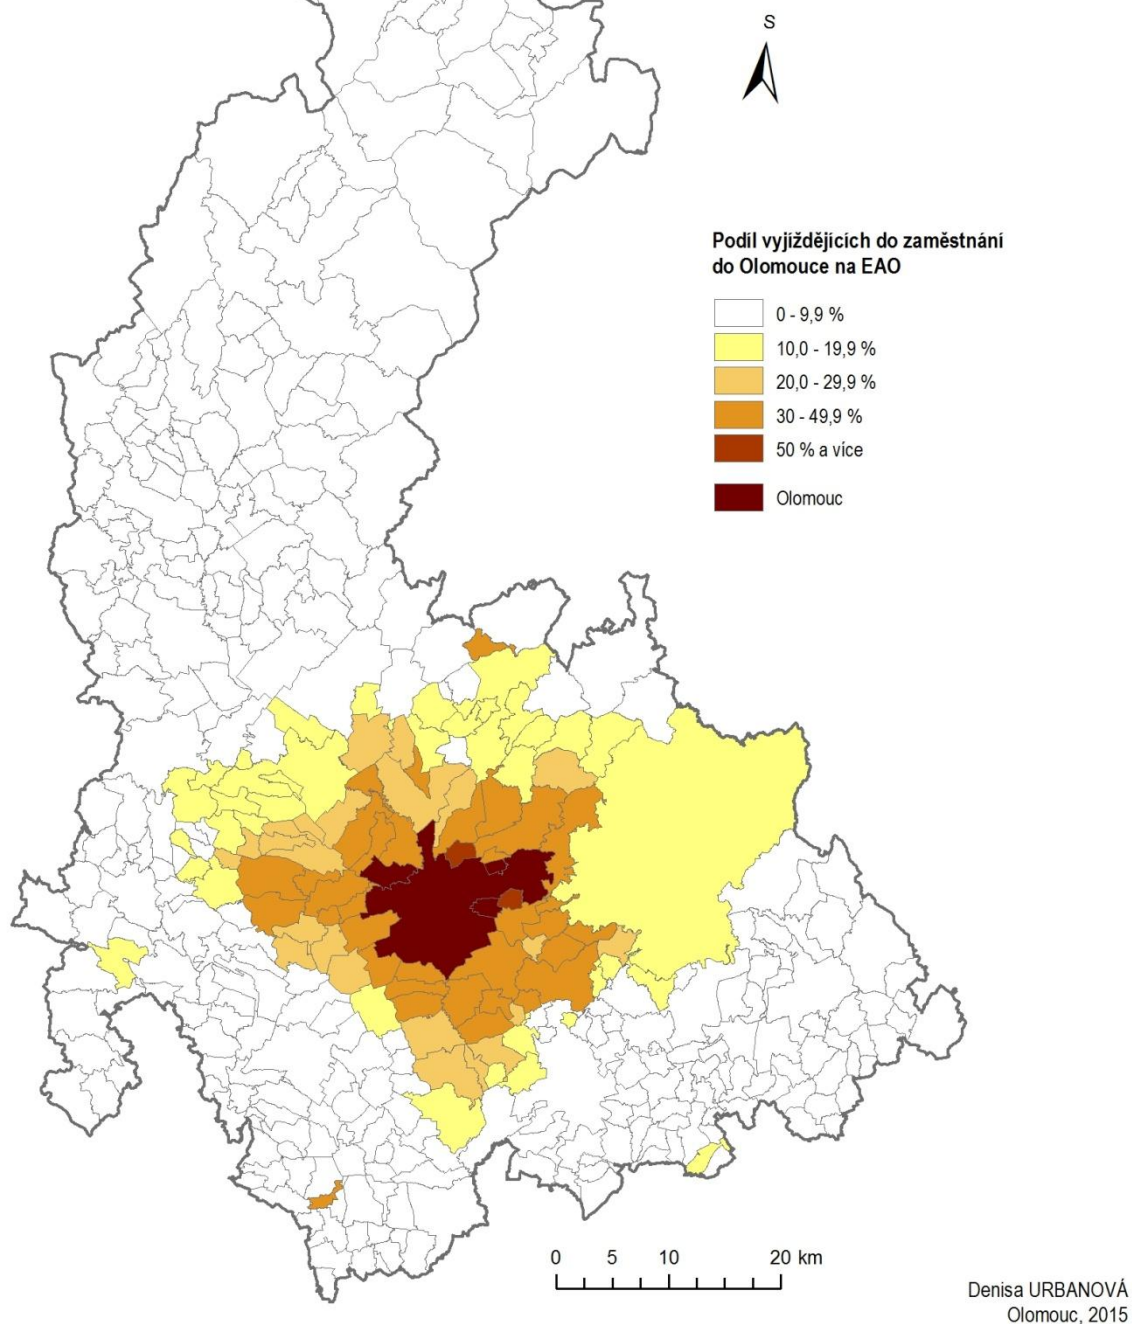 S
Podíl vyjíždějících do zaměstnání
do Olomouce na EAO
0 - 9,9 %
10,0 - 19,9 %
20,0 - 29,9 %
30 - 49,9 %
50 % a více
Olomouc
0 5 10 20 km
Denisa URBANOVÁ
Olomouc, 2015